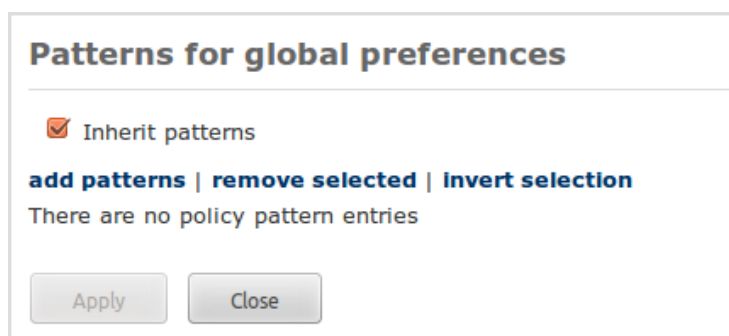 Patterns for global preferences
Inherit patterns
add patterns | remove selected | invert selection
There are no policy pattern entries
Apply Close